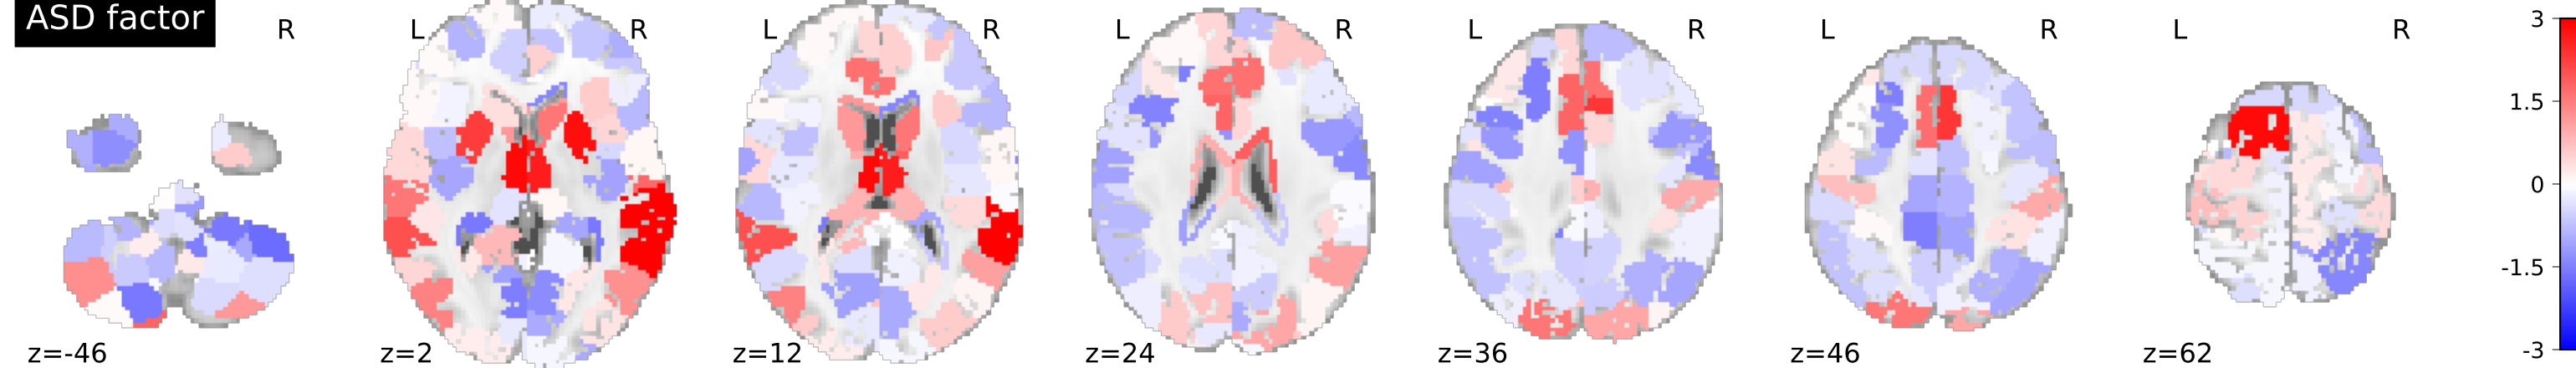 ASD factor
R
L R
L R
L R
L R
L R
L R
z=-46
z=2
z=12
z=24
z=36
z=46
z=62
3
1.5
0
-1.5
-3